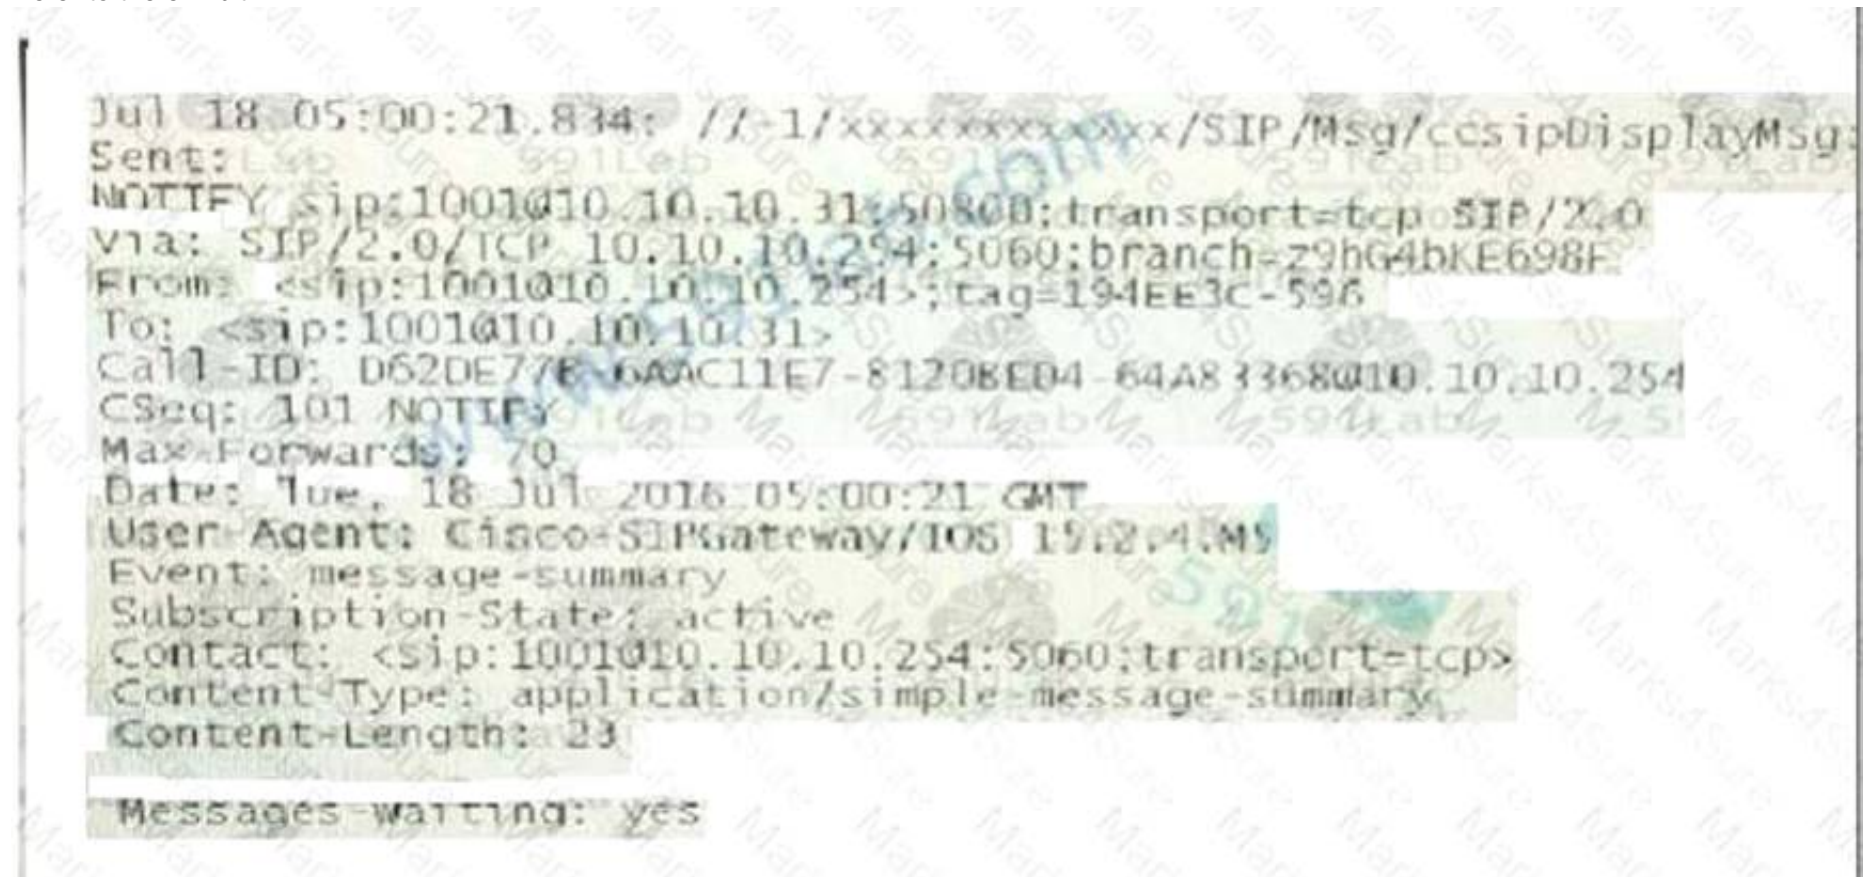 Jul 18 05:00:21.834: //-1/xxxxxxxxxxxx/SIP/Msg/ccsipDisplayMsg:
Sent:
NOTIFY sip:1001@10.10.10.31:50800;transport=tcp SIP/2.0
Via: SIP/2.0/TCP 10.10.10.254:5060;branch=z9hG4bKE698F
From: <sip:1001@10.10.10.254>;tag=194EE3C-596
To: <sip:1001@10.10.10.31>
Call-ID: D62DE77E-6AAC11E7-8120BED4-64A83368@10.10.10.254
CSeq: 101 NOTIFY
Max-Forwards: 70
Date: Tue, 18 Jul 2016 05:00:21 GMT
User-Agent: Cisco-SIPGateway/IOS 15.2.4.M5
Event: message-summary
Subscription-State: active
Contact: <sip:1001@10.10.10.254:5060;transport=tcp>
Content-Type: application/simple-message-summary
Content-Length: 23
Messages-Waiting: yes